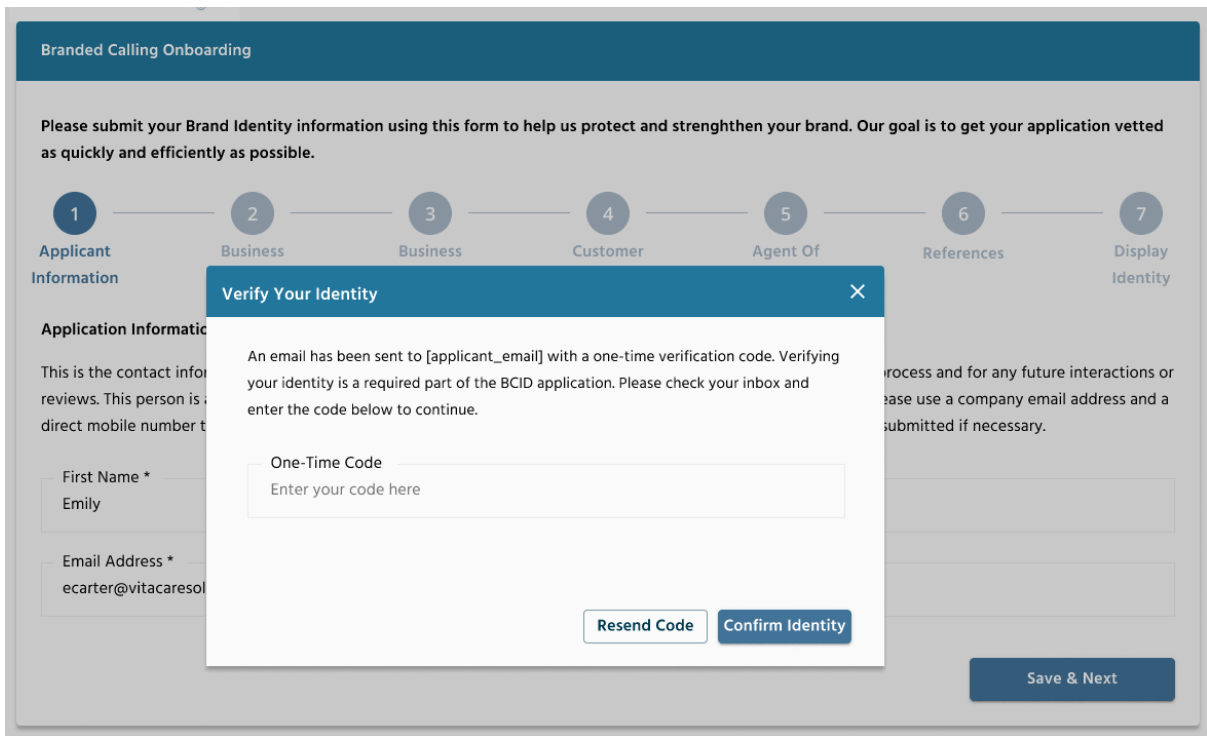 Branded Calling Onboarding
Please submit your Brand Identity information using this form to help us protect and strenghthen your brand. Our goal is to get your application vetted
as quickly and efficiently as possible.
1 2 3 4 5 6 7
Applicant Business Business Customer Agent Of References Display
Information Identity
Verify Your Identity
Application Informatic
An email has been sent to [applicant_email] with a one-time verification code. Verifying
your identity is a required part of the BCID application. Please check your inbox and
enter the code below to continue.
This is the contact infor
rocess and for any future interactions or
reviews. This person is
ease use a company email address and a
direct mobile number t
submitted if necessary.
One-Time Code
Enter your code here
First Name *
Emily
Email Address *
ecarter@vitacaresol
Resend Code
Confirm Identity
Save & Next